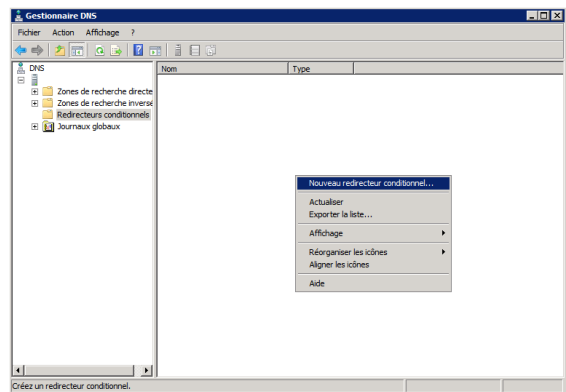 Gestionnaire DNS
Fichier Action Affichage ?
DNS
Nom Type
Zones de recherche directe
Zones de recherche inversé
Redirecteurs conditionnels
Journaux globaux
Nouveau redirecteur conditionnel...
Actualiser
Exporter la liste...
Affichage
Réorganiser les icônes
Aligner les icônes
Aide
Créez un redirecteur conditionnel.